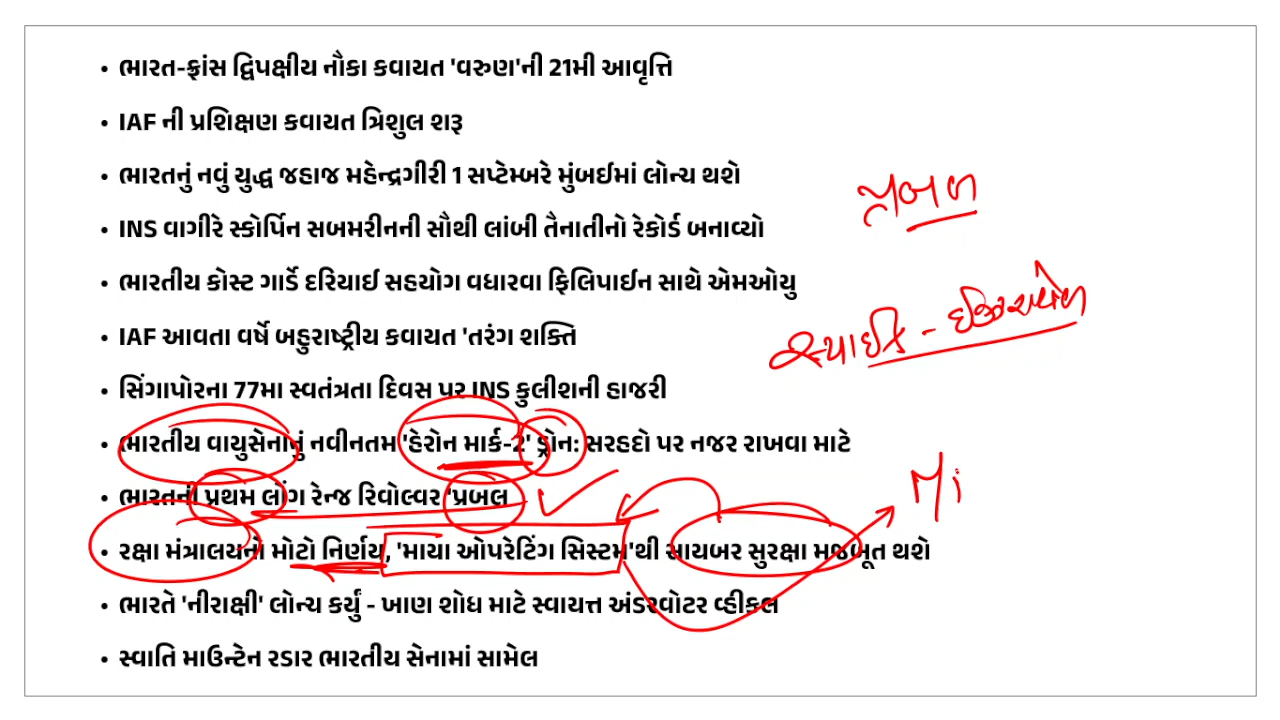 • ભારત-ફ્રાંસ દ્વિપક્ષીય નૌકા કવાયત 'વરુણ'ની 21મી આવૃત્તિ
• IAF ની પ્રશિક્ષણ કવાયત ત્રિશુલ શરૂ
• ભારતનું નવું યુદ્ધ જહાજ મહેન્દ્રગીરી 1 સપ્ટેમ્બરે મુંબઈમાં લોન્ચ થશે
• INS વાગીરે સ્કોર્પિન સબમરીનની સૌથી લાંબી તૈનાતીનો રેકોર્ડ બનાવ્યો
• ભારતીય કોસ્ટ ગાર્ડે દરિયાઈ સહયોગ વધારવા ફિલિપાઈન સાથે એમઓયુ
• IAF આવતા વર્ષે બહુરાષ્ટ્રીય કવાયત 'તરંગ શક્તિ
• સિંગાપોરના 77મા સ્વતંત્રતા દિવસ પર INS કુલીશની હાજરી
• ભારતીય વાયુસેનાનું નવીનતમ 'હેરોન માર્ક-2' ડ્રોન: સરહદો પર નજર રાખવા માટે
• ભારતની પ્રથમ લોંગ રેન્જ રિવોલ્વર 'પ્રબલ
• રક્ષા મંત્રાલયનો મોટો નિર્ણય, 'માયા ઓપરેટિંગ સિસ્ટમ'થી સાયબર સુરક્ષા મજબૂત થશે
• ભારતે 'નીરાક્ષી' લોન્ચ કર્યું - ખાણ શોધ માટે સ્વાયત્ત અંડરવોટર વ્હીકલ
• સ્વાતિ માઉન્ટેન રડાર ભારતીય સેનામાં સામેલ
સ્પાઈક - ઈઝરાયેલ